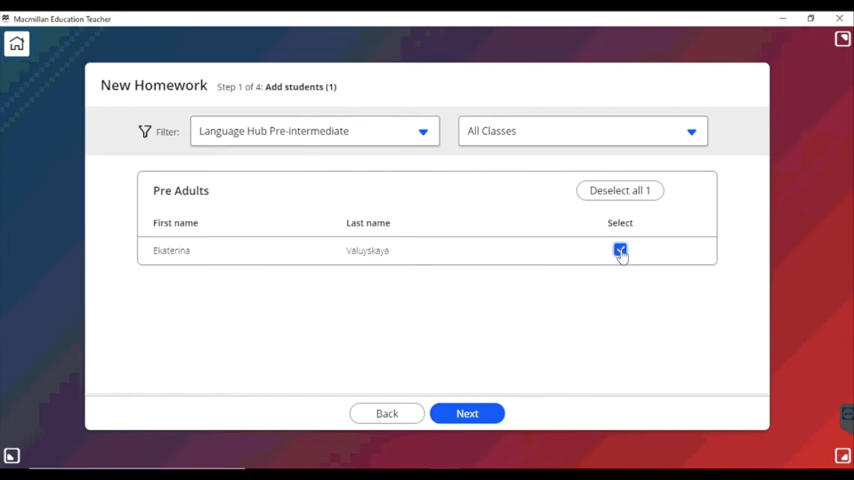 Macmillan Education Teacher
New Homework Step 1 of 4: Add students (1)
Filter: Language Hub Pre-intermediate All Classes
Pre Adults Deselect all 1
First name Last name Select
Ekaterina Valuyskaya
Back Next